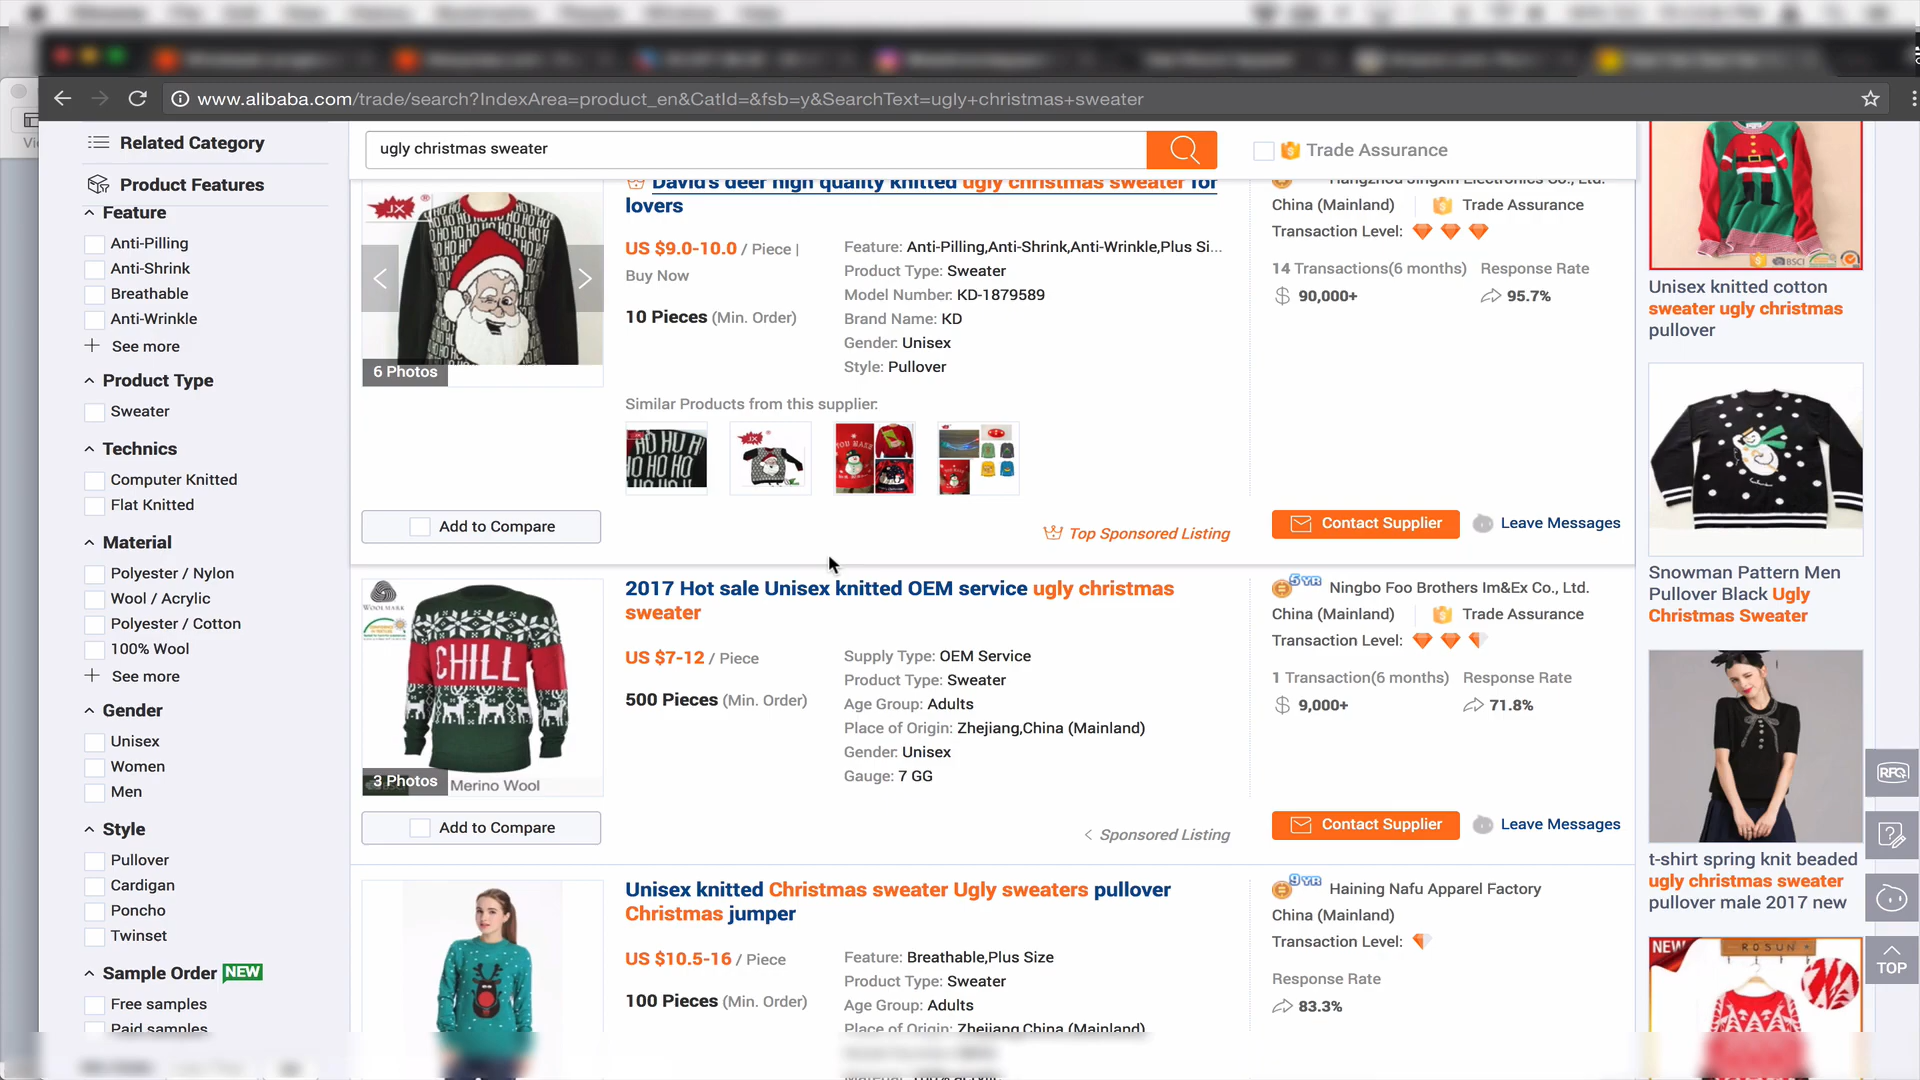 www.alibaba.com/trade/search?IndexArea=product_en&CatId=&fsb=y&SearchText=ugly+christmas+sweater
Related Category
Product Features
Feature
Anti-Pilling
Anti-Shrink
Breathable
Anti-Wrinkle
See more
Product Type
Sweater
Technics
Computer Knitted
Flat Knitted
Material
Polyester / Nylon
Wool / Acrylic
Polyester / Cotton
100% Wool
See more
Gender
Unisex
Women
Men
Style
Pullover
Cardigan
Poncho
Twinset
Sample Order NEW
Free samples
Paid samples
ugly christmas sweater
Trade Assurance
JX
6 Photos
David's deer high quality knitted ugly christmas sweater for
lovers
US $9.0-10.0 / Piece |
Buy Now
10 Pieces (Min. Order)
Feature: Anti-Pilling,Anti-Shrink,Anti-Wrinkle,Plus Si...
Product Type: Sweater
Model Number: KD-1879589
Brand Name: KD
Gender: Unisex
Style: Pullover
Similar Products from this supplier:
Add to Compare
Top Sponsored Listing
Hangzhou Jingxin Electronics Co., Ltd.
China (Mainland)
Trade Assurance
Transaction Level:
14 Transactions(6 months)
Response Rate
90,000+
95.7%
Contact Supplier
Leave Messages
WOOLMARK
CHILL
3 Photos
Merino Wool
2017 Hot sale Unisex knitted OEM service ugly christmas
sweater
US $7-12 / Piece
500 Pieces (Min. Order)
Supply Type: OEM Service
Product Type: Sweater
Age Group: Adults
Place of Origin: Zhejiang,China (Mainland)
Gender: Unisex
Gauge: 7 GG
Add to Compare
Sponsored Listing
5 YR Ningbo Foo Brothers Im&Ex Co., Ltd.
China (Mainland)
Trade Assurance
Transaction Level:
1 Transaction(6 months)
Response Rate
9,000+
71.8%
Contact Supplier
Leave Messages
Unisex knitted Christmas sweater Ugly sweaters pullover
Christmas jumper
US $10.5-16 / Piece
100 Pieces (Min. Order)
Feature: Breathable,Plus Size
Product Type: Sweater
Age Group: Adults
Place of Origin: Zhejiang,China (Mainland)
9 YR Haining Nafu Apparel Factory
China (Mainland)
Transaction Level:
Response Rate
83.3%
BSCI
Unisex knitted cotton
sweater ugly christmas
pullover
Snowman Pattern Men
Pullover Black Ugly
Christmas Sweater
t-shirt spring knit beaded
ugly christmas sweater
pullover male 2017 new
NEW
ROSUN
RFQ
TOP